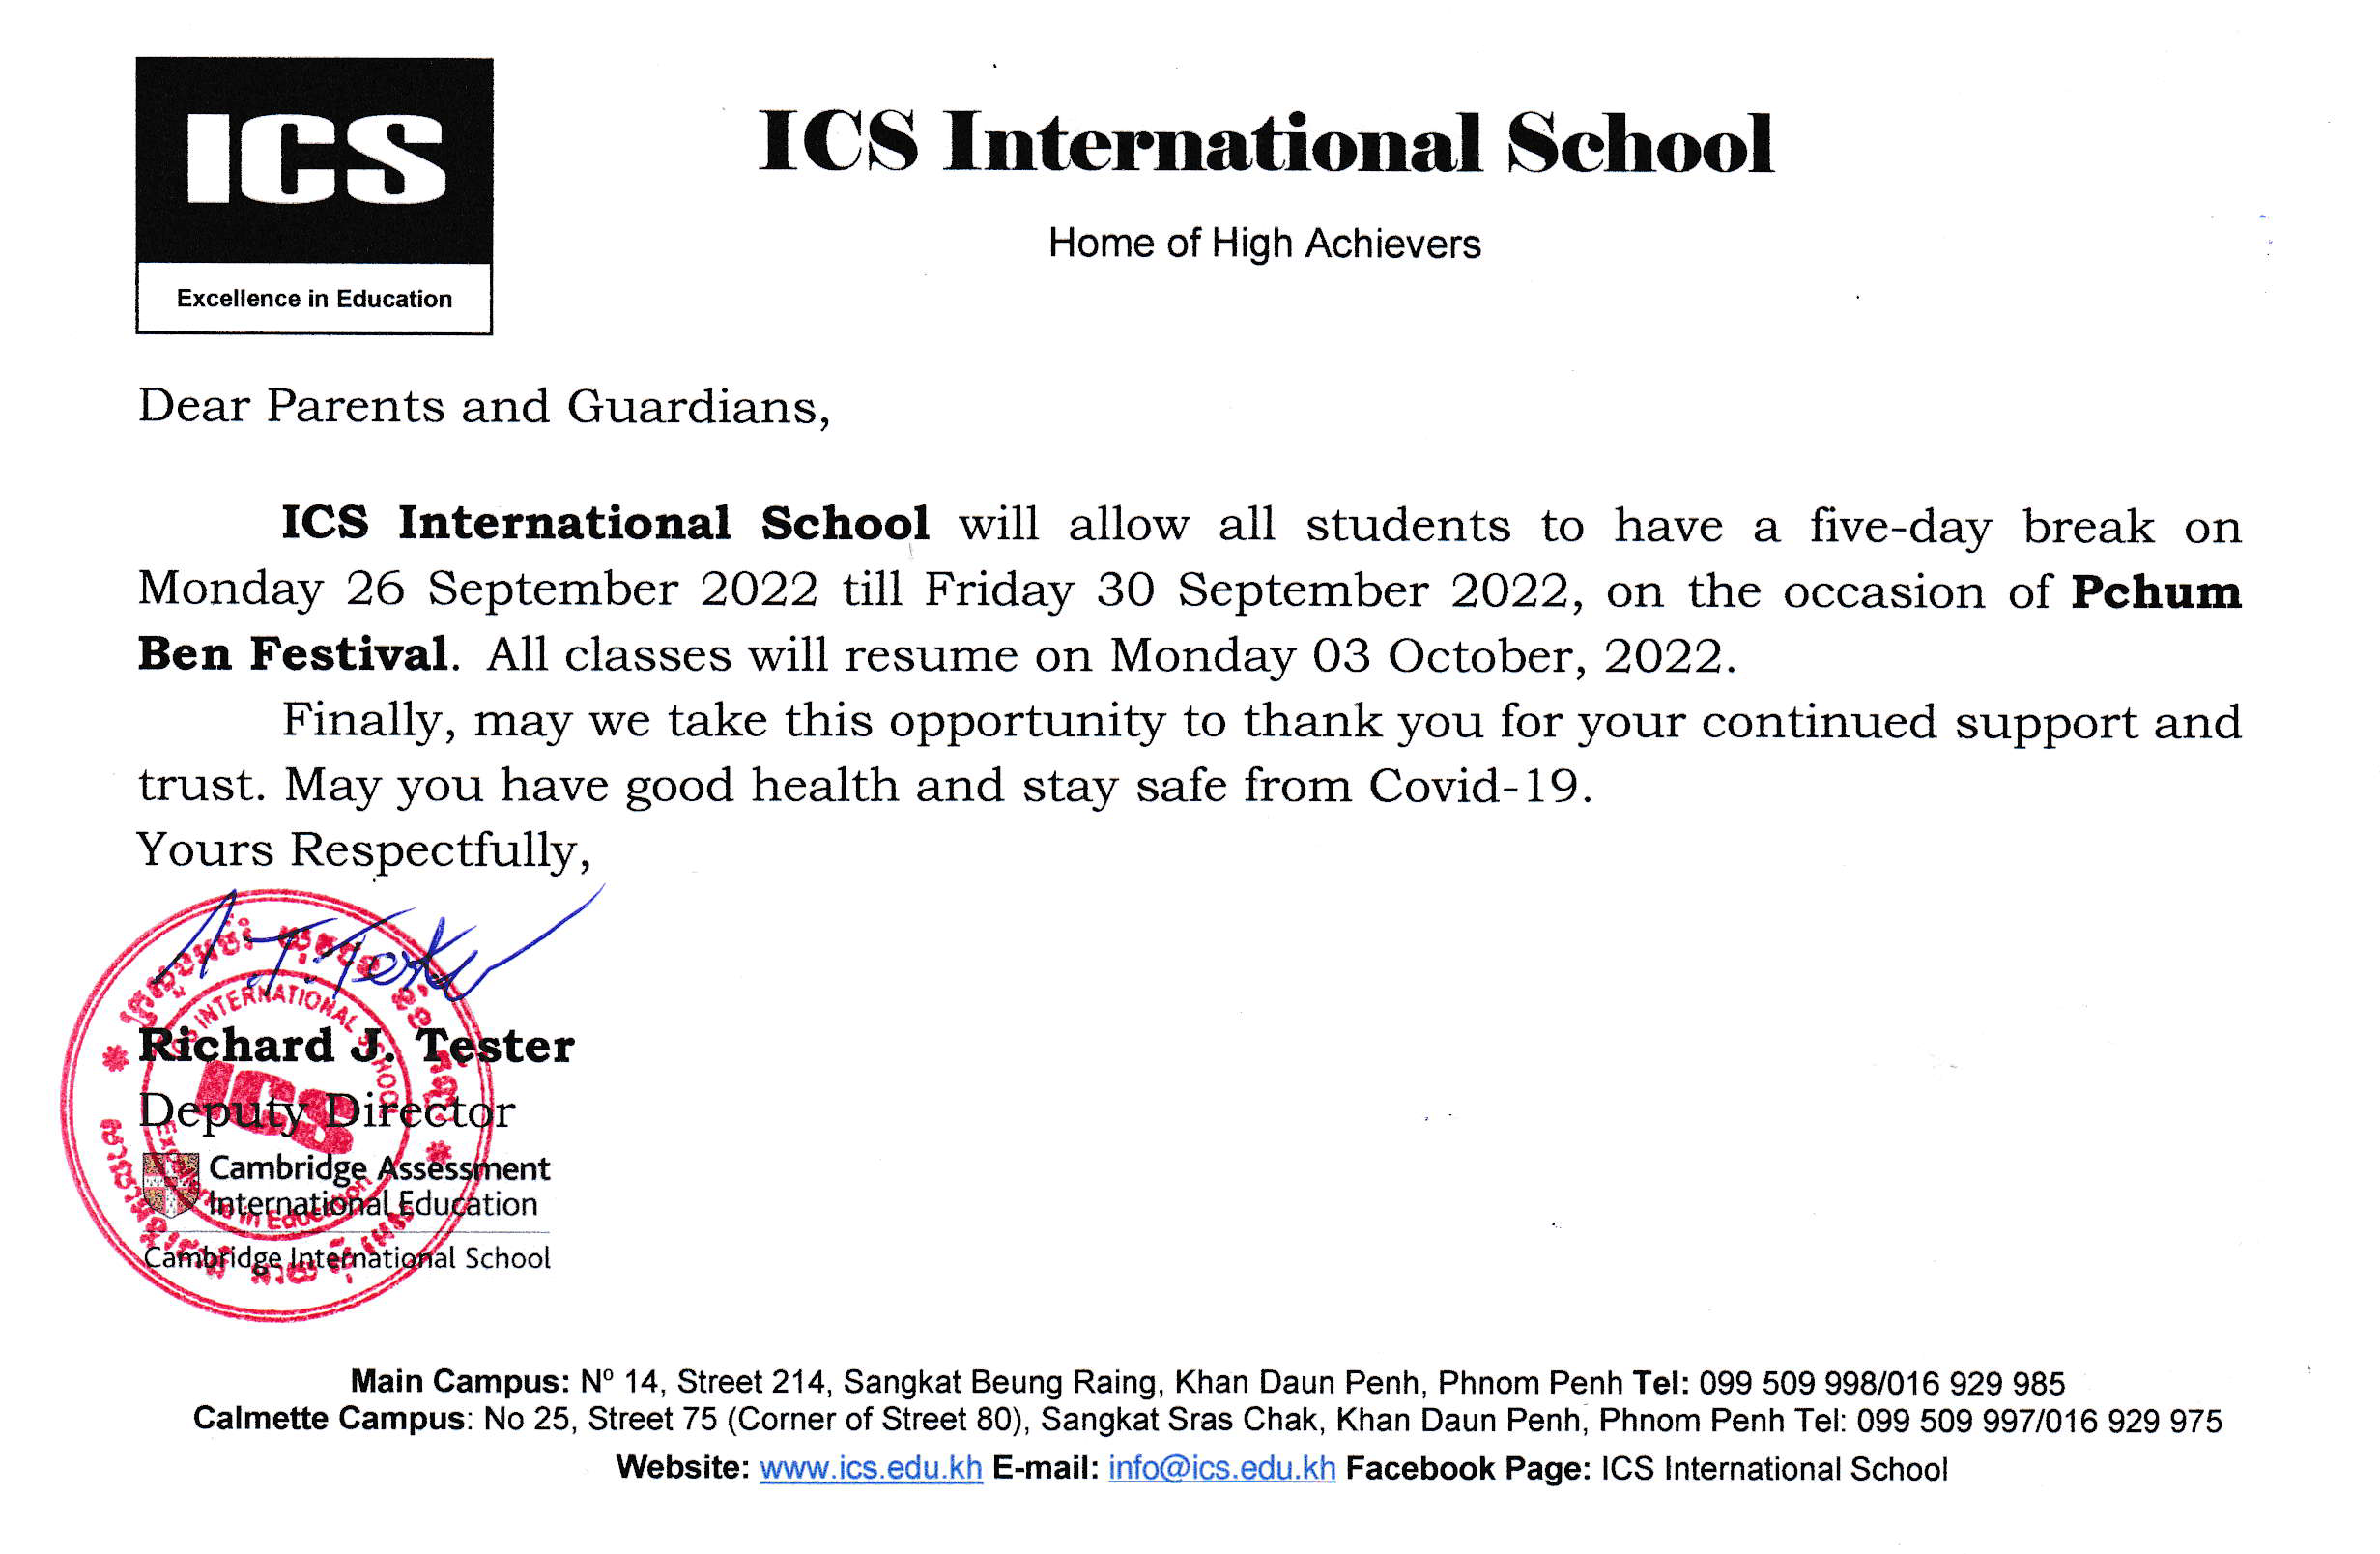 ICS
Excellence in Education
ICS International School
Home of High Achievers
Dear Parents and Guardians,
ICS International School will allow all students to have a five-day break on
Monday 26 September 2022 till Friday 30 September 2022, on the occasion of Pchum
Ben Festival. All classes will resume on Monday 03 October, 2022.
Finally, may we take this opportunity to thank you for your continued support and
trust. May you have good health and stay safe from Covid-19.
Yours Respectfully,
INTERNATIONAL SCHOOL
ICS
Excellence in Education
Richard J. Tester
Deputy Director
Cambridge Assessment
International Education
Cambridge International School
Main Campus: Nº 14, Street 214, Sangkat Beung Raing, Khan Daun Penh, Phnom Penh Tel: 099 509 998/016 929 985
Calmette Campus: No 25, Street 75 (Corner of Street 80), Sangkat Sras Chak, Khan Daun Penh, Phnom Penh Tel: 099 509 997/016 929 975
Website: www.ics.edu.kh E-mail: info@ics.edu.kh Facebook Page: ICS International School